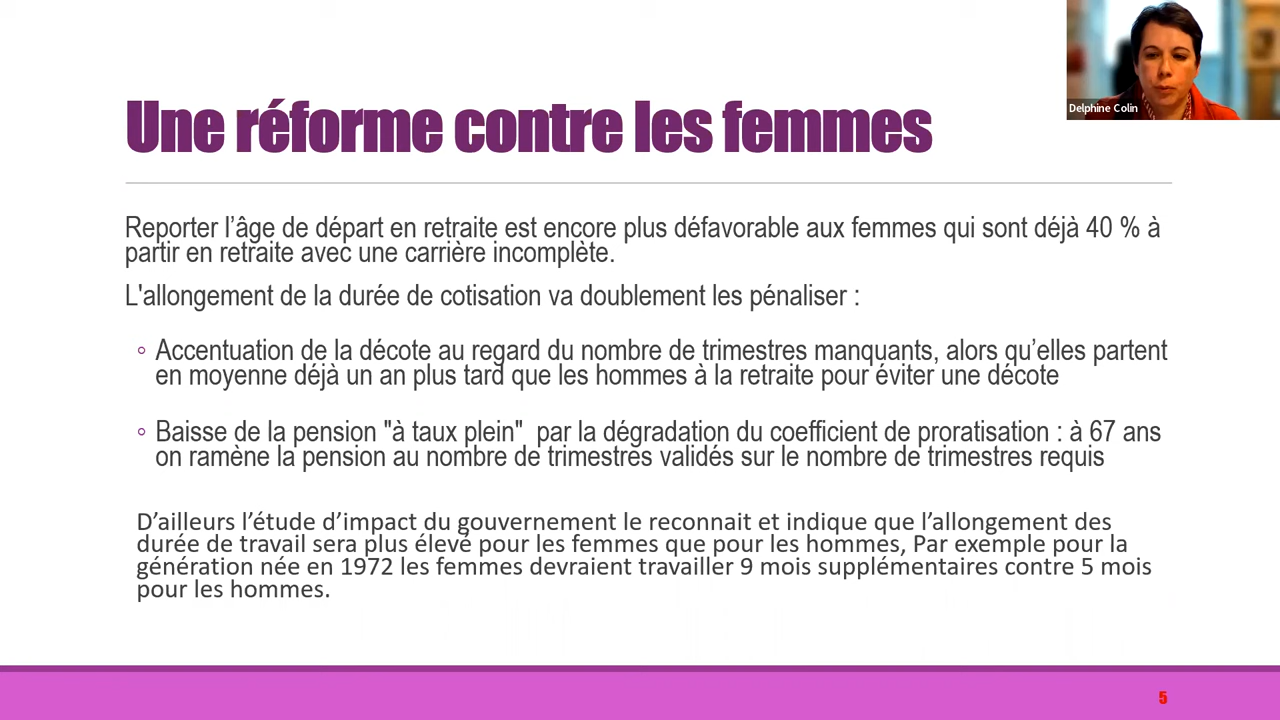 Delphine Colin
Une réforme contre les femmes
Reporter l’âge de départ en retraite est encore plus défavorable aux femmes qui sont déjà 40 % à
partir en retraite avec une carrière incomplète.
L'allongement de la durée de cotisation va doublement les pénaliser :
◦ Accentuation de la décote au regard du nombre de trimestres manquants, alors qu’elles partent
en moyenne déjà un an plus tard que les hommes à la retraite pour éviter une décote
◦ Baisse de la pension "à taux plein"  par la dégradation du coefficient de proratisation : à 67 ans
on ramène la pension au nombre de trimestres validés sur le nombre de trimestres requis
D’ailleurs l’étude d’impact du gouvernement le reconnait et indique que l’allongement des
durée de travail sera plus élevé pour les femmes que pour les hommes, Par exemple pour la
génération née en 1972 les femmes devraient travailler 9 mois supplémentaires contre 5 mois
pour les hommes.
5